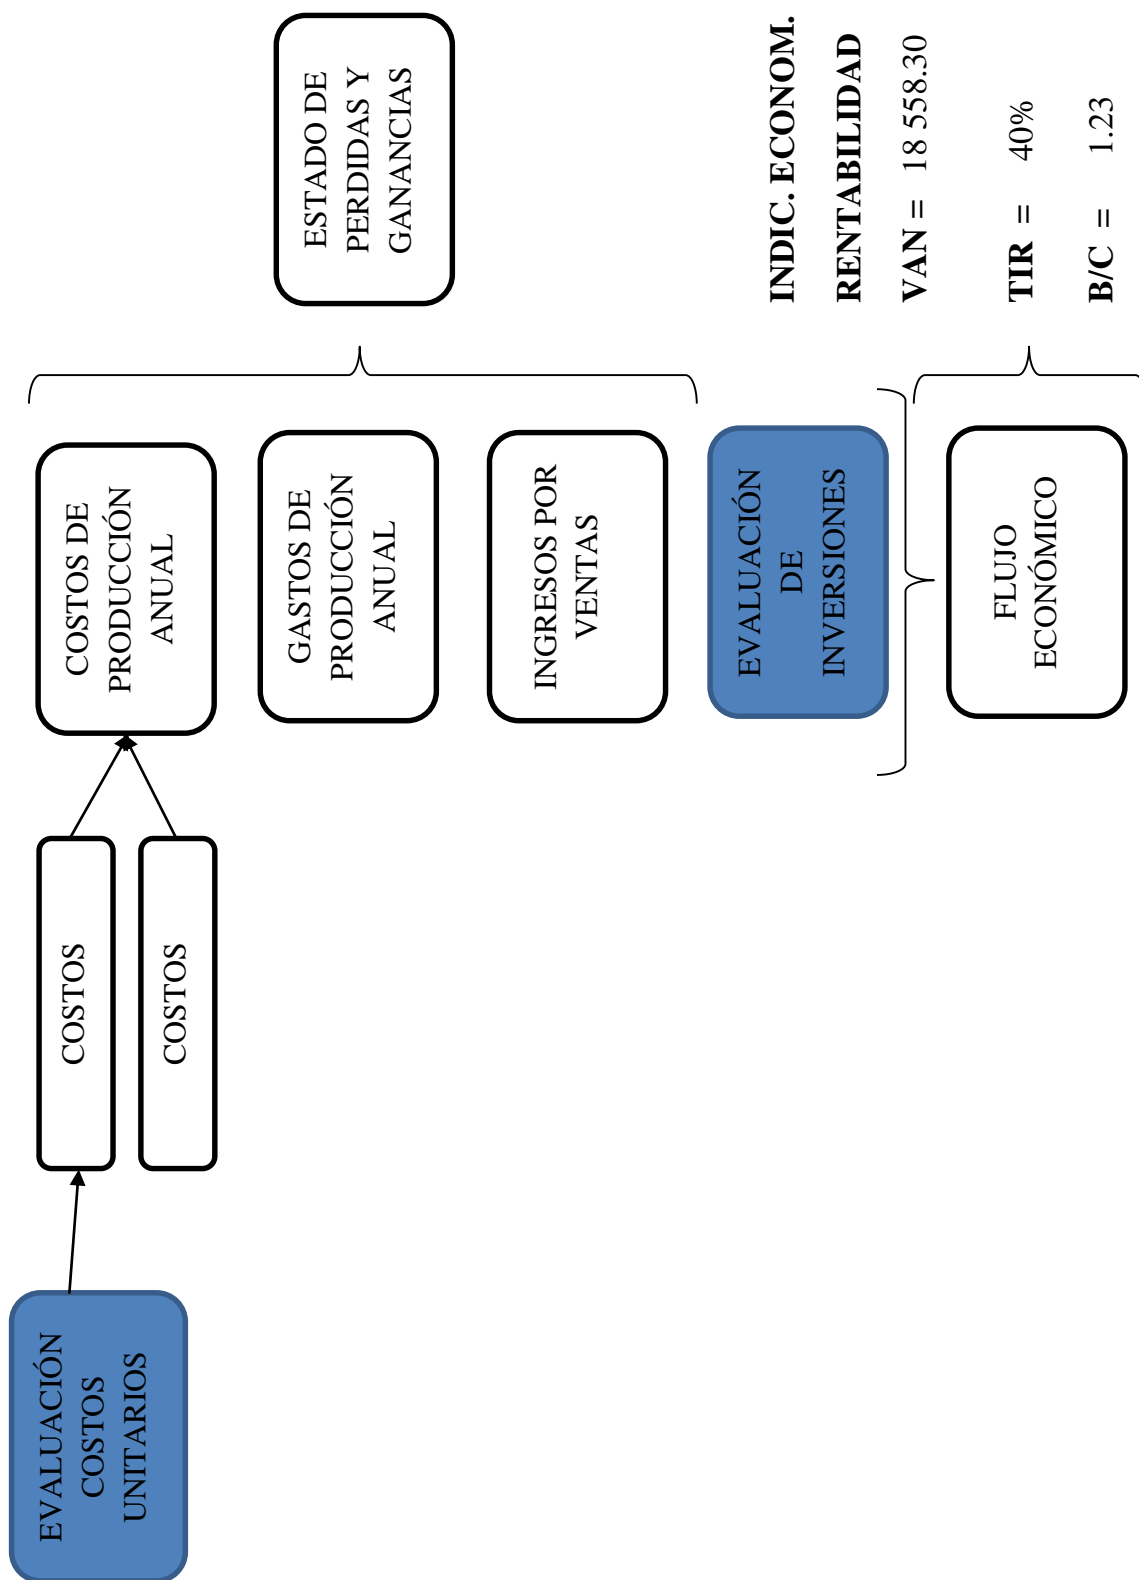 EVALUACIÓN
COSTOS
UNITARIOS
COSTOS
COSTOS
COSTOS DE
PRODUCCIÓN
ANUAL
GASTOS DE
PRODUCCIÓN
ANUAL
INGRESOS POR
VENTAS
ESTADO DE
PERDIDAS Y
GANANCIAS
EVALUACIÓN
DE
INVERSIONES
FLUJO
ECONÓMICO
INDIC. ECONOM.
RENTABILIDAD
VAN = 18 558.30
TIR = 40%
B/C = 1.23